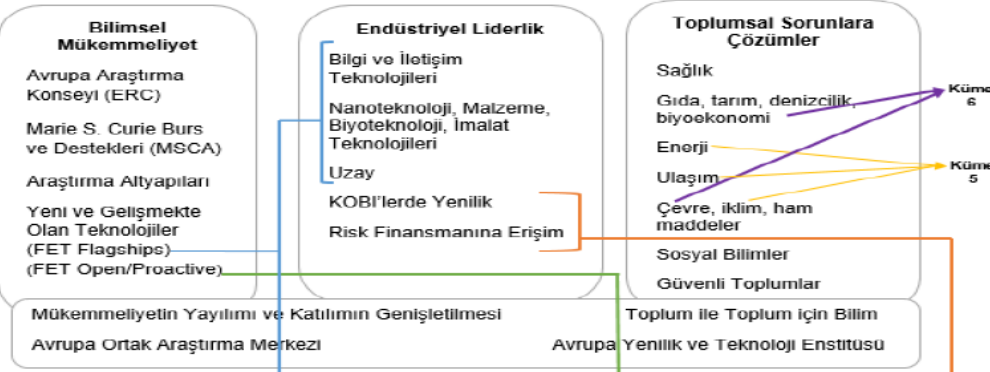 Bilimsel
Mükemmeliyet
Avrupa Araştırma
Konseyi (ERC)
Marie S. Curie Burs
ve Destekleri (MSCA)
Araştırma Altyapıları
Yeni ve Gelişmekte
Olan Teknolojiler
(FET Flagships)
(FET Open/Proactive)
Endüstriyel Liderlik
Bilgi ve İletişim
Teknolojileri
Nanoteknoloji, Malzeme,
Biyoteknoloji, İmalat
Teknolojileri
Uzay
KOBI'lerde Yenilik
Risk Finansmanına Erişim
Toplumsal Sorunlara
Çözümler
Sağlık
Gıda, tarım, denizcilik,
biyoekonomi
Enerji
Ulaşım
Çevre, iklim, ham
maddeler
Sosyal Bilimler
Güvenli Toplumlar
Küme
6
Küme
5
Mükemmeliyetin Yayılımı ve Katılımın Genişletilmesi
Toplum ile Toplum için Bilim
Avrupa Ortak Araştırma Merkezi
Avrupa Yenilik ve Teknoloji Enstitüsü